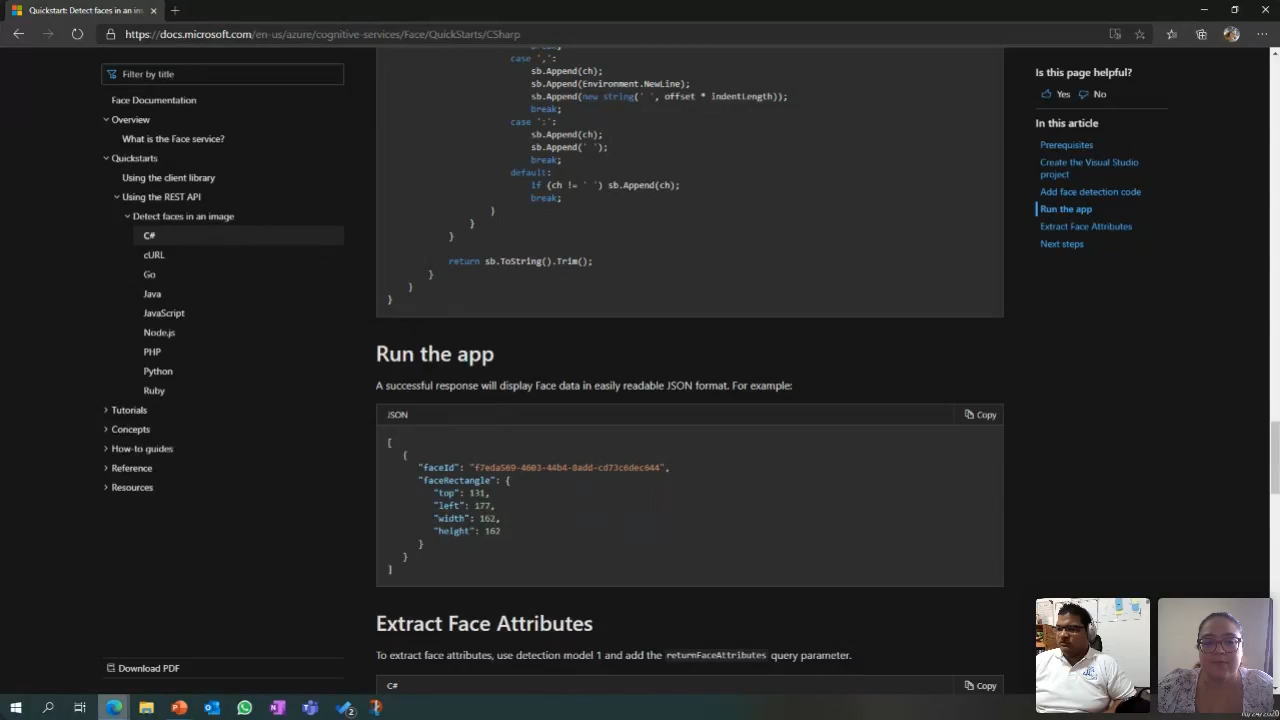 Quickstart: Detect faces in an im
https://docs.microsoft.com/en-us/azure/cognitive-services/Face/QuickStarts/CSharp
Filter by title
Face Documentation
Overview
What is the Face service?
Quickstarts
Using the client library
Using the REST API
Detect faces in an image
C#
cURL
Go
Java
JavaScript
Node.js
PHP
Python
Ruby
Tutorials
Concepts
How-to guides
Reference
Resources
Download PDF
break;
case ',':
sb.Append(ch);
sb.Append(Environment.NewLine);
sb.Append(new string(' ', offset * indentLength));
break;
case ':':
sb.Append(ch);
sb.Append(' ');
break;
default:
if (ch != ' ') sb.Append(ch);
break;
}
}
}
return sb.ToString().Trim();
}
}
}
Run the app
A successful response will display Face data in easily readable JSON format. For example:
JSON
Copy
[
{
"faceId": "f7eda569-4603-44b4-8add-cd73c6dec644",
"faceRectangle": {
"top": 131,
"left": 177,
"width": 162,
"height": 162
}
}
]
Extract Face Attributes
To extract face attributes, use detection model 1 and add the returnFaceAttributes query parameter.
C#
Copy
Is this page helpful?
Yes No
In this article
Prerequisites
Create the Visual Studio
project
Add face detection code
Run the app
Extract Face Attributes
Next steps
2
10/24/2020